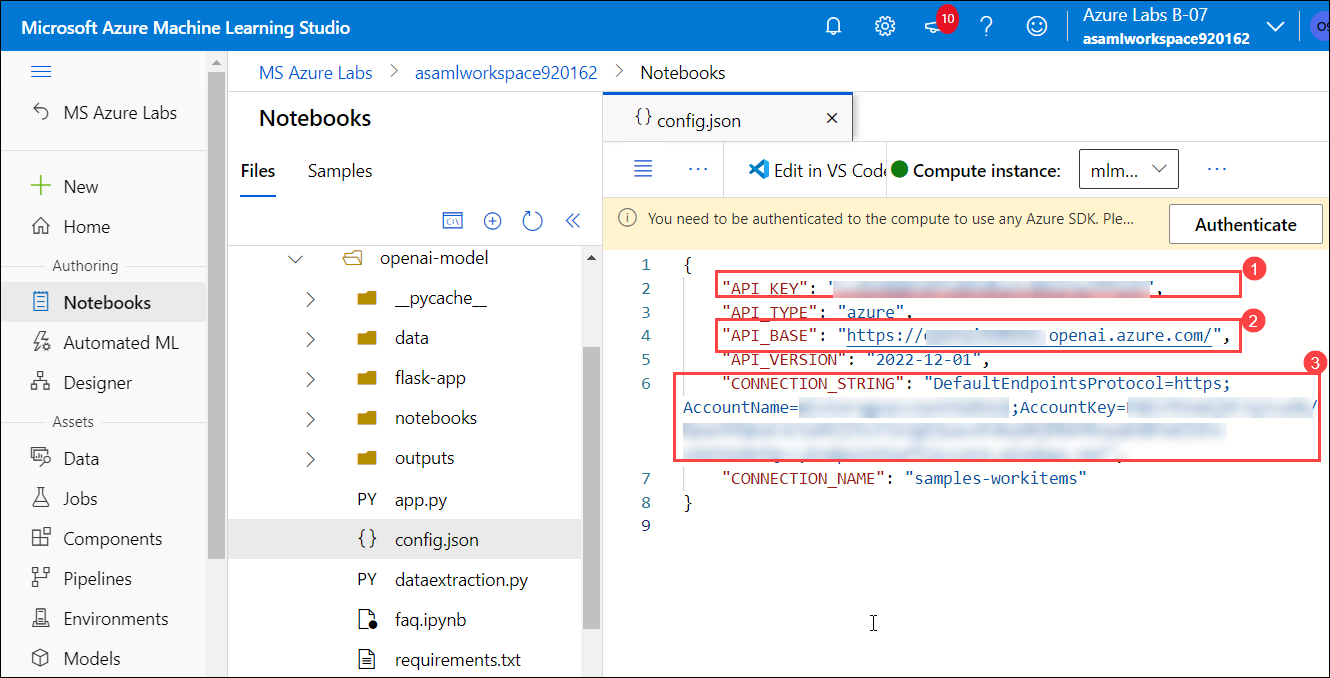 Microsoft Azure Machine Learning Studio
10
Azure Labs B-07
asamlworkspace920162
OS
MS Azure Labs
New
Home
Authoring
Notebooks
Automated ML
Designer
Assets
Data
Jobs
Components
Pipelines
Environments
Models
MS Azure Labs > asamlworkspace920162 > Notebooks
Notebooks
Files Samples
openai-model
__pycache__
data
flask-app
notebooks
outputs
PY app.py
{} config.json
PY dataextraction.py
faq.ipynb
requirements.txt
{} config.json ×
··· Edit in VS Code Compute instance: mlm... ···
You need to be authenticated to the compute to use any Azure SDK. Ple... Authenticate
1 {
2 "API_KEY": " ", 1
3 "API_TYPE": "azure",
4 "API_BASE": "https:// openai.azure.com/", 2
5 "API_VERSION": "2022-12-01",
6 "CONNECTION_STRING": "DefaultEndpointsProtocol=https; 3
AccountName= ;AccountKey= /
",
7 "CONNECTION_NAME": "samples-workitems"
8 }
9